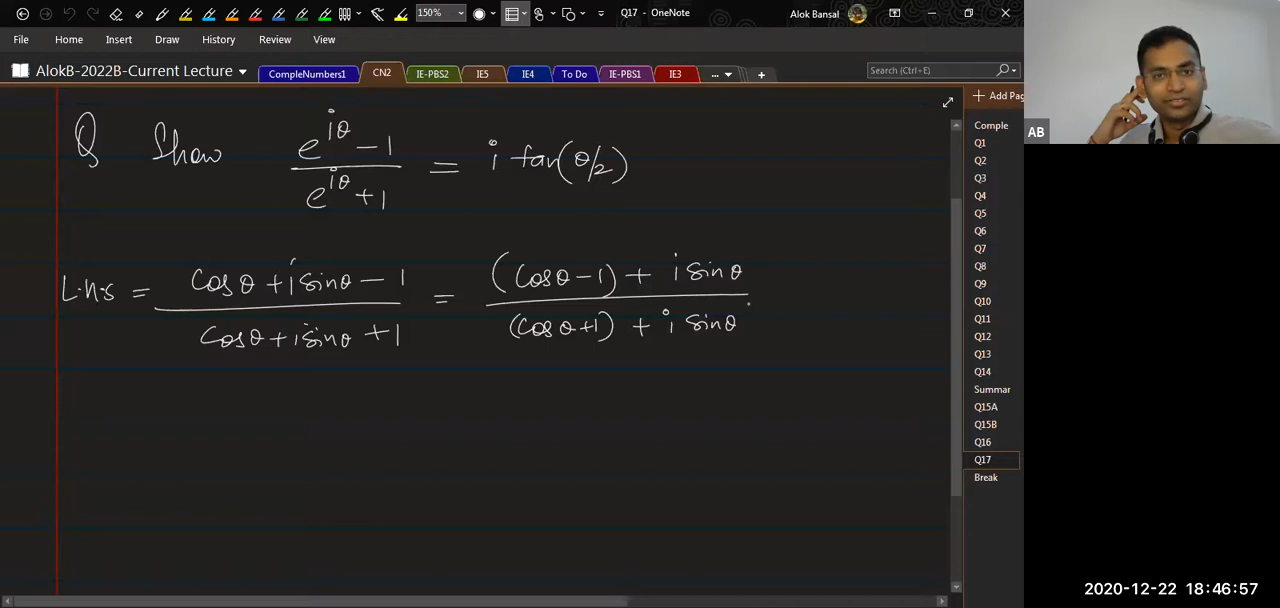 150%
Q17 - OneNote
Alok Bansal
File Home Insert Draw History Review View
AlokB-2022B-Current Lecture CompleNumbers1 CN2 IE-PBS2 IE5 IE4 To Do IE-PBS1 IE3 ... + Search (Ctrl+E)
+ Add Pag
AB
Q Show (e^{iθ} - 1)/(e^{iθ} + 1) = i tan(θ/2)
L.h.s = (cosθ + i sinθ - 1)/(cosθ + i sinθ + 1) = ((cosθ - 1) + i sinθ)/((cosθ + 1) + i sinθ)
Comple
Q1
Q2
Q3
Q4
Q5
Q6
Q7
Q8
Q9
Q10
Q11
Q12
Q13
Q14
Summar
Q15A
Q15B
Q16
Q17
Break
2020-12-22 18:46:57